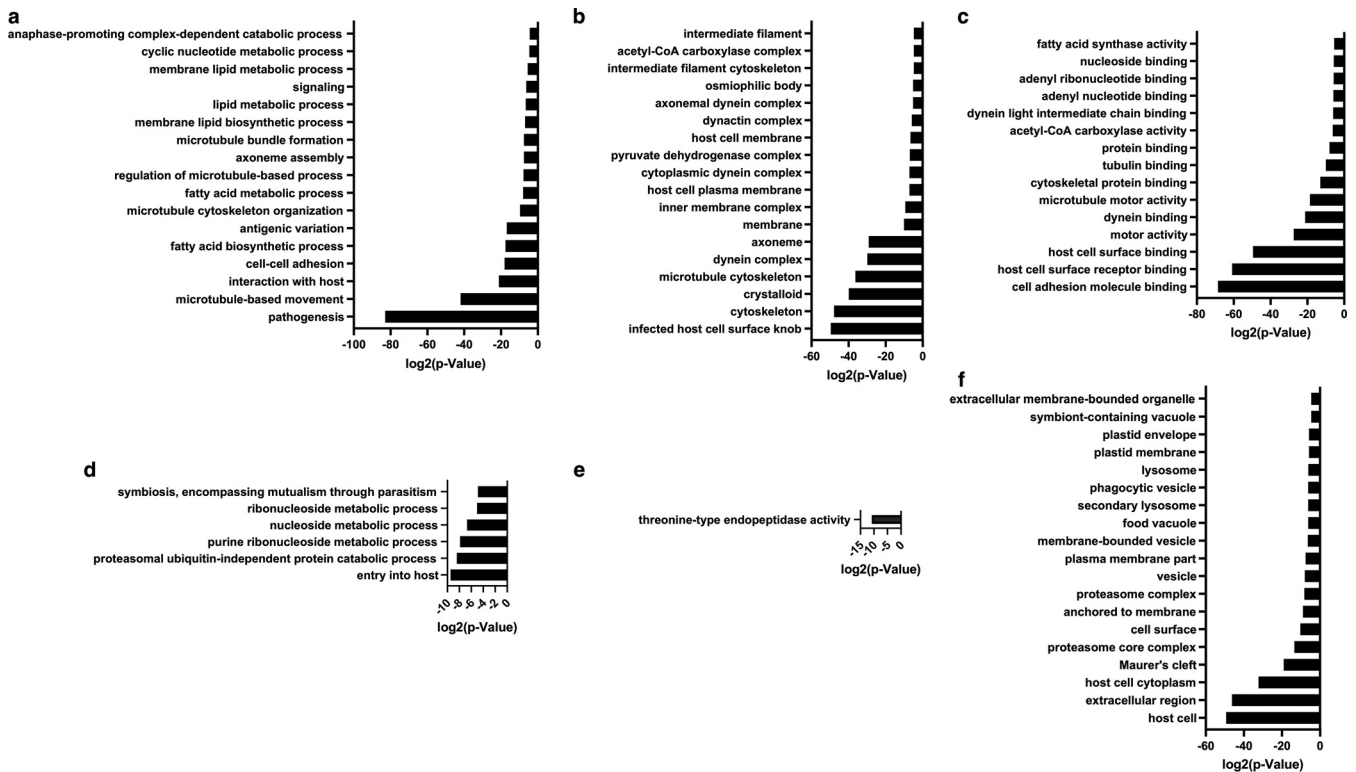 a
anaphase-promoting complex-dependent catabolic process
cyclic nucleotide metabolic process
membrane lipid metabolic process
signaling
lipid metabolic process
membrane lipid biosynthetic process
microtubule bundle formation
axoneme assembly
regulation of microtubule-based process
fatty acid metabolic process
microtubule cytoskeleton organization
antigenic variation
fatty acid biosynthetic process
cell-cell adhesion
interaction with host
microtubule-based movement
pathogenesis
-100 -80 -60 -40 -20 0
log2(p-Value)
b
intermediate filament
acetyl-CoA carboxylase complex
intermediate filament cytoskeleton
osmiophilic body
axonemal dynein complex
dynactin complex
host cell membrane
pyruvate dehydrogenase complex
cytoplasmic dynein complex
host cell plasma membrane
inner membrane complex
membrane
axoneme
dynein complex
microtubule cytoskeleton
crystalloid
cytoskeleton
infected host cell surface knob
-60 -40 -20 0
log2(p-Value)
c
fatty acid synthase activity
nucleoside binding
adenyl ribonucleotide binding
adenyl nucleotide binding
dynein light intermediate chain binding
acetyl-CoA carboxylase activity
protein binding
tubulin binding
cytoskeletal protein binding
microtubule motor activity
dynein binding
motor activity
host cell surface binding
host cell surface receptor binding
cell adhesion molecule binding
-80 -60 -40 -20 0
log2(p-Value)
d
symbiosis, encompassing mutualism through parasitism
ribonucleoside metabolic process
nucleoside metabolic process
purine ribonucleoside metabolic process
proteasomal ubiquitin-independent protein catabolic process
entry into host
-10 -8 -6 -4 -2 0
log2(p-Value)
e
threonine-type endopeptidase activity
-15 -10 -5 0
log2(p-Value)
f
extracellular membrane-bounded organelle
symbiont-containing vacuole
plastid envelope
plastid membrane
lysosome
phagocytic vesicle
secondary lysosome
food vacuole
membrane-bounded vesicle
plasma membrane part
vesicle
proteasome complex
anchored to membrane
cell surface
proteasome core complex
Maurer's cleft
host cell cytoplasm
extracellular region
host cell
-60 -40 -20 0
log2(p-Value)